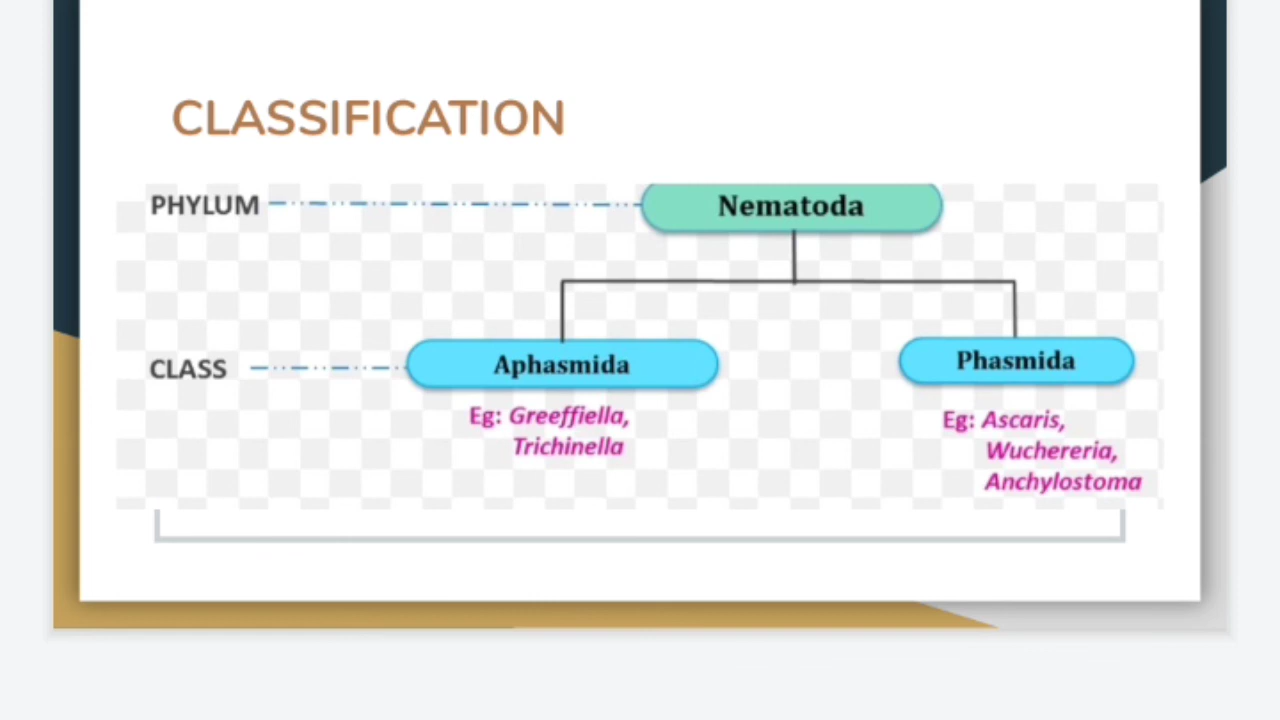 CLASSIFICATION
PHYLUM
Nematoda
CLASS
Aphasmida
Phasmida
Eg: Greeffiella,
Trichinella
Eg: Ascaris,
Wuchereria,
Anchylostoma